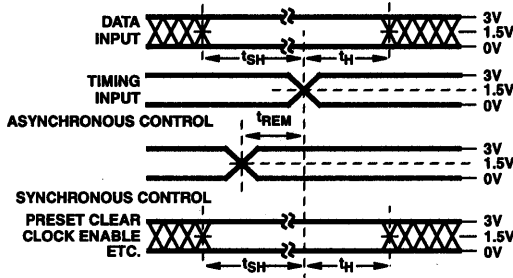 DATA INPUT
3V
1.5V
0V
tSH
tH
TIMING INPUT
3V
1.5V
0V
ASYNCHRONOUS CONTROL
tREM
3V
1.5V
0V
SYNCHRONOUS CONTROL
PRESET CLEAR
CLOCK ENABLE
ETC.
3V
1.5V
0V
tSH
tH